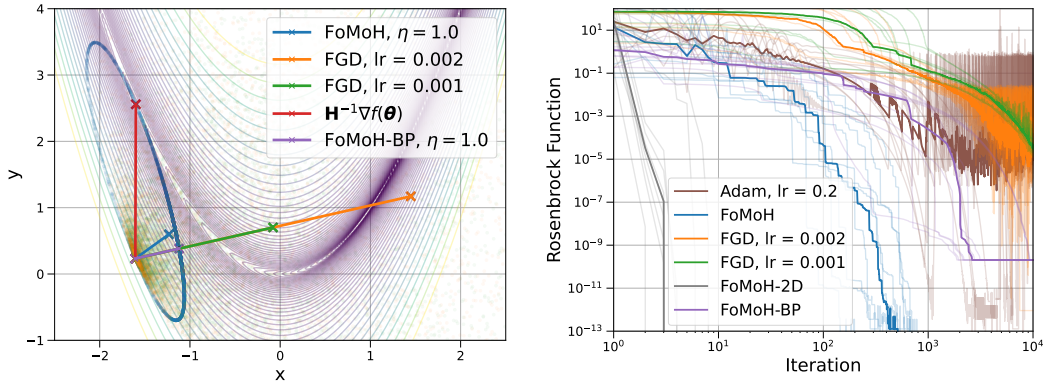 4
3
2
1
0
−1
y
−2
−1
0
1
2
x
FoMoH, η = 1.0
FGD, lr = 0.002
FGD, lr = 0.001
H⁻¹∇f(θ)
FoMoH-BP, η = 1.0
Rosenbrock Function
10¹
10⁻¹
10⁻³
10⁻⁵
10⁻⁷
10⁻⁹
10⁻¹¹
10⁻¹³
10⁰
10¹
10²
10³
10⁴
Iteration
Adam, lr = 0.2
FoMoH
FGD, lr = 0.002
FGD, lr = 0.001
FoMoH-2D
FoMoH-BP